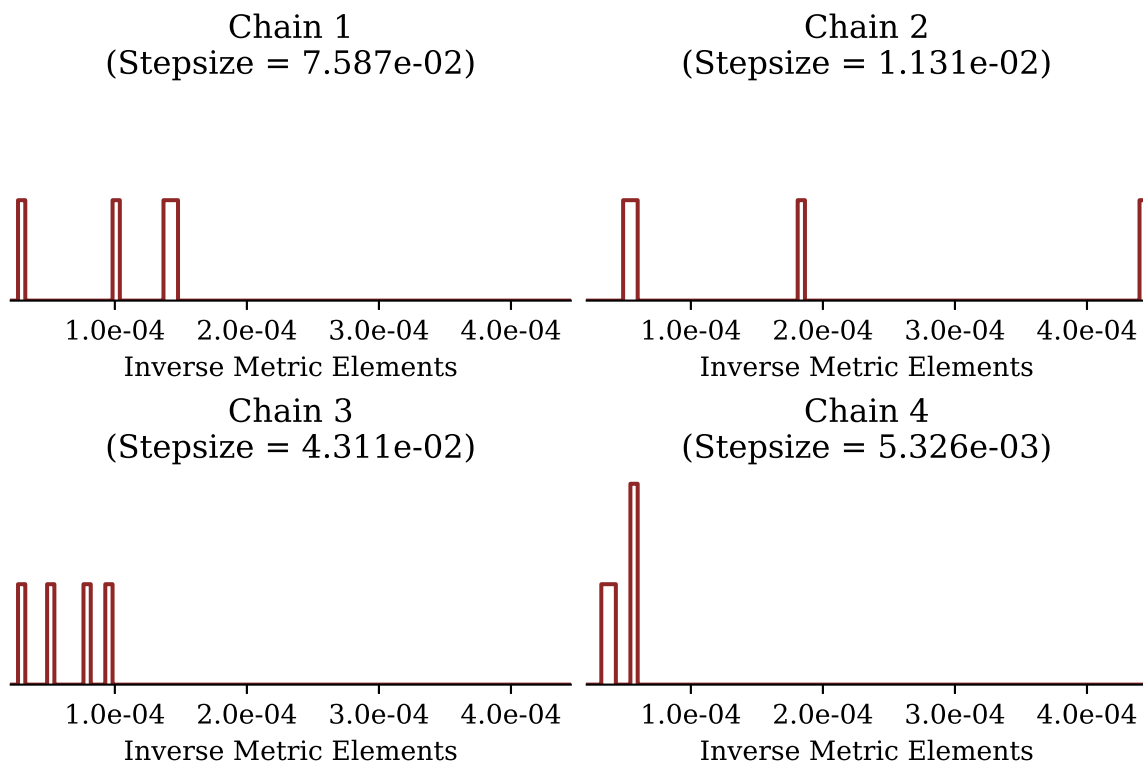 Chain 1
(Stepsize = 7.587e-02)
1.0e-04 2.0e-04 3.0e-04 4.0e-04
Inverse Metric Elements
Chain 2
(Stepsize = 1.131e-02)
1.0e-04 2.0e-04 3.0e-04 4.0e-04
Inverse Metric Elements
Chain 3
(Stepsize = 4.311e-02)
1.0e-04 2.0e-04 3.0e-04 4.0e-04
Inverse Metric Elements
Chain 4
(Stepsize = 5.326e-03)
1.0e-04 2.0e-04 3.0e-04 4.0e-04
Inverse Metric Elements